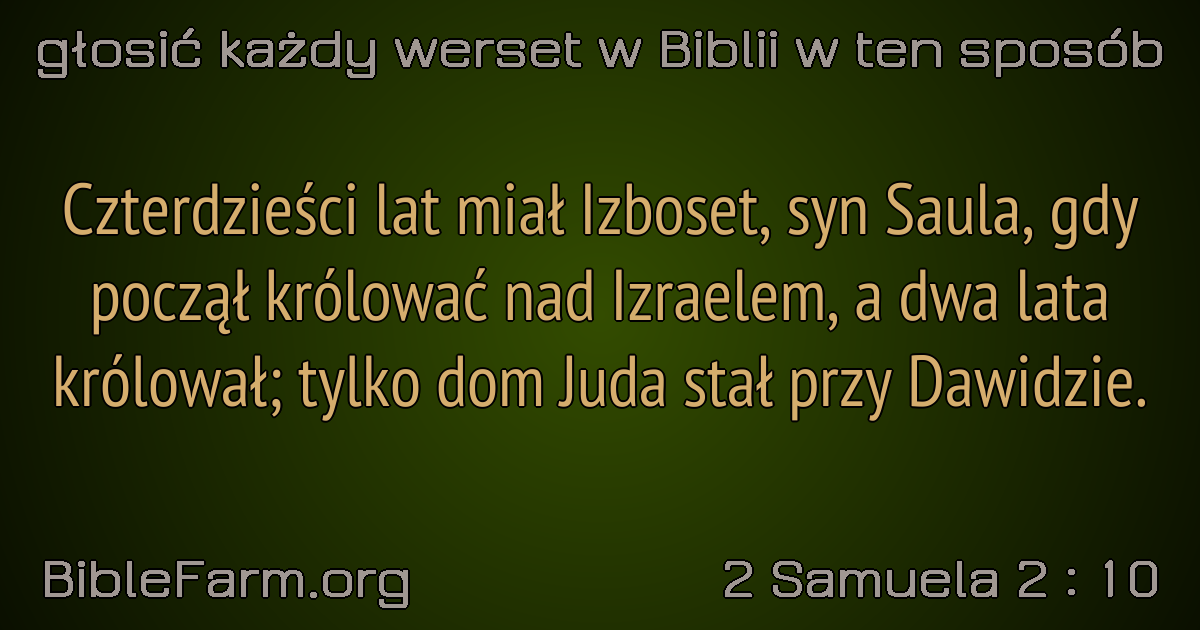 głosić każdy werset w Biblii w ten sposób
Czterdzieści lat miał Izboset, syn Saula, gdy
począł królować nad Izraelem, a dwa lata
królował; tylko dom Juda stał przy Dawidzie.
BibleFarm.org
2 Samuela 2 : 10